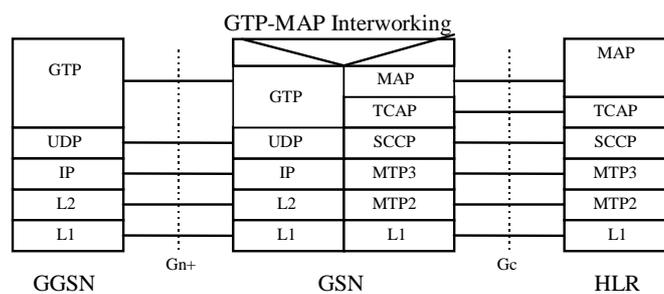 GTP-MAP Interworking
GTP
MAP
MAP
GTP
TCAP
TCAP
UDP
UDP
SCCP
SCCP
IP
IP
MTP3
MTP3
L2
L2
MTP2
MTP2
L1
L1
L1
L1
Gn+
Gc
GGSN
GSN
HLR